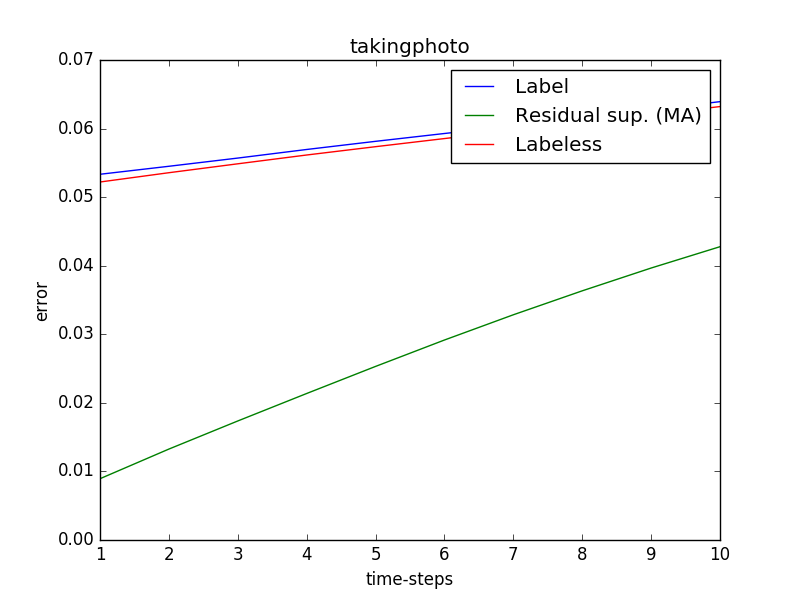 takingphoto
0.07
0.06
0.05
0.04
0.03
0.02
0.01
0.00
error
Label
Residual sup. (MA)
Labeless
1 2 3 4 5 6 7 8 9 10
time-steps